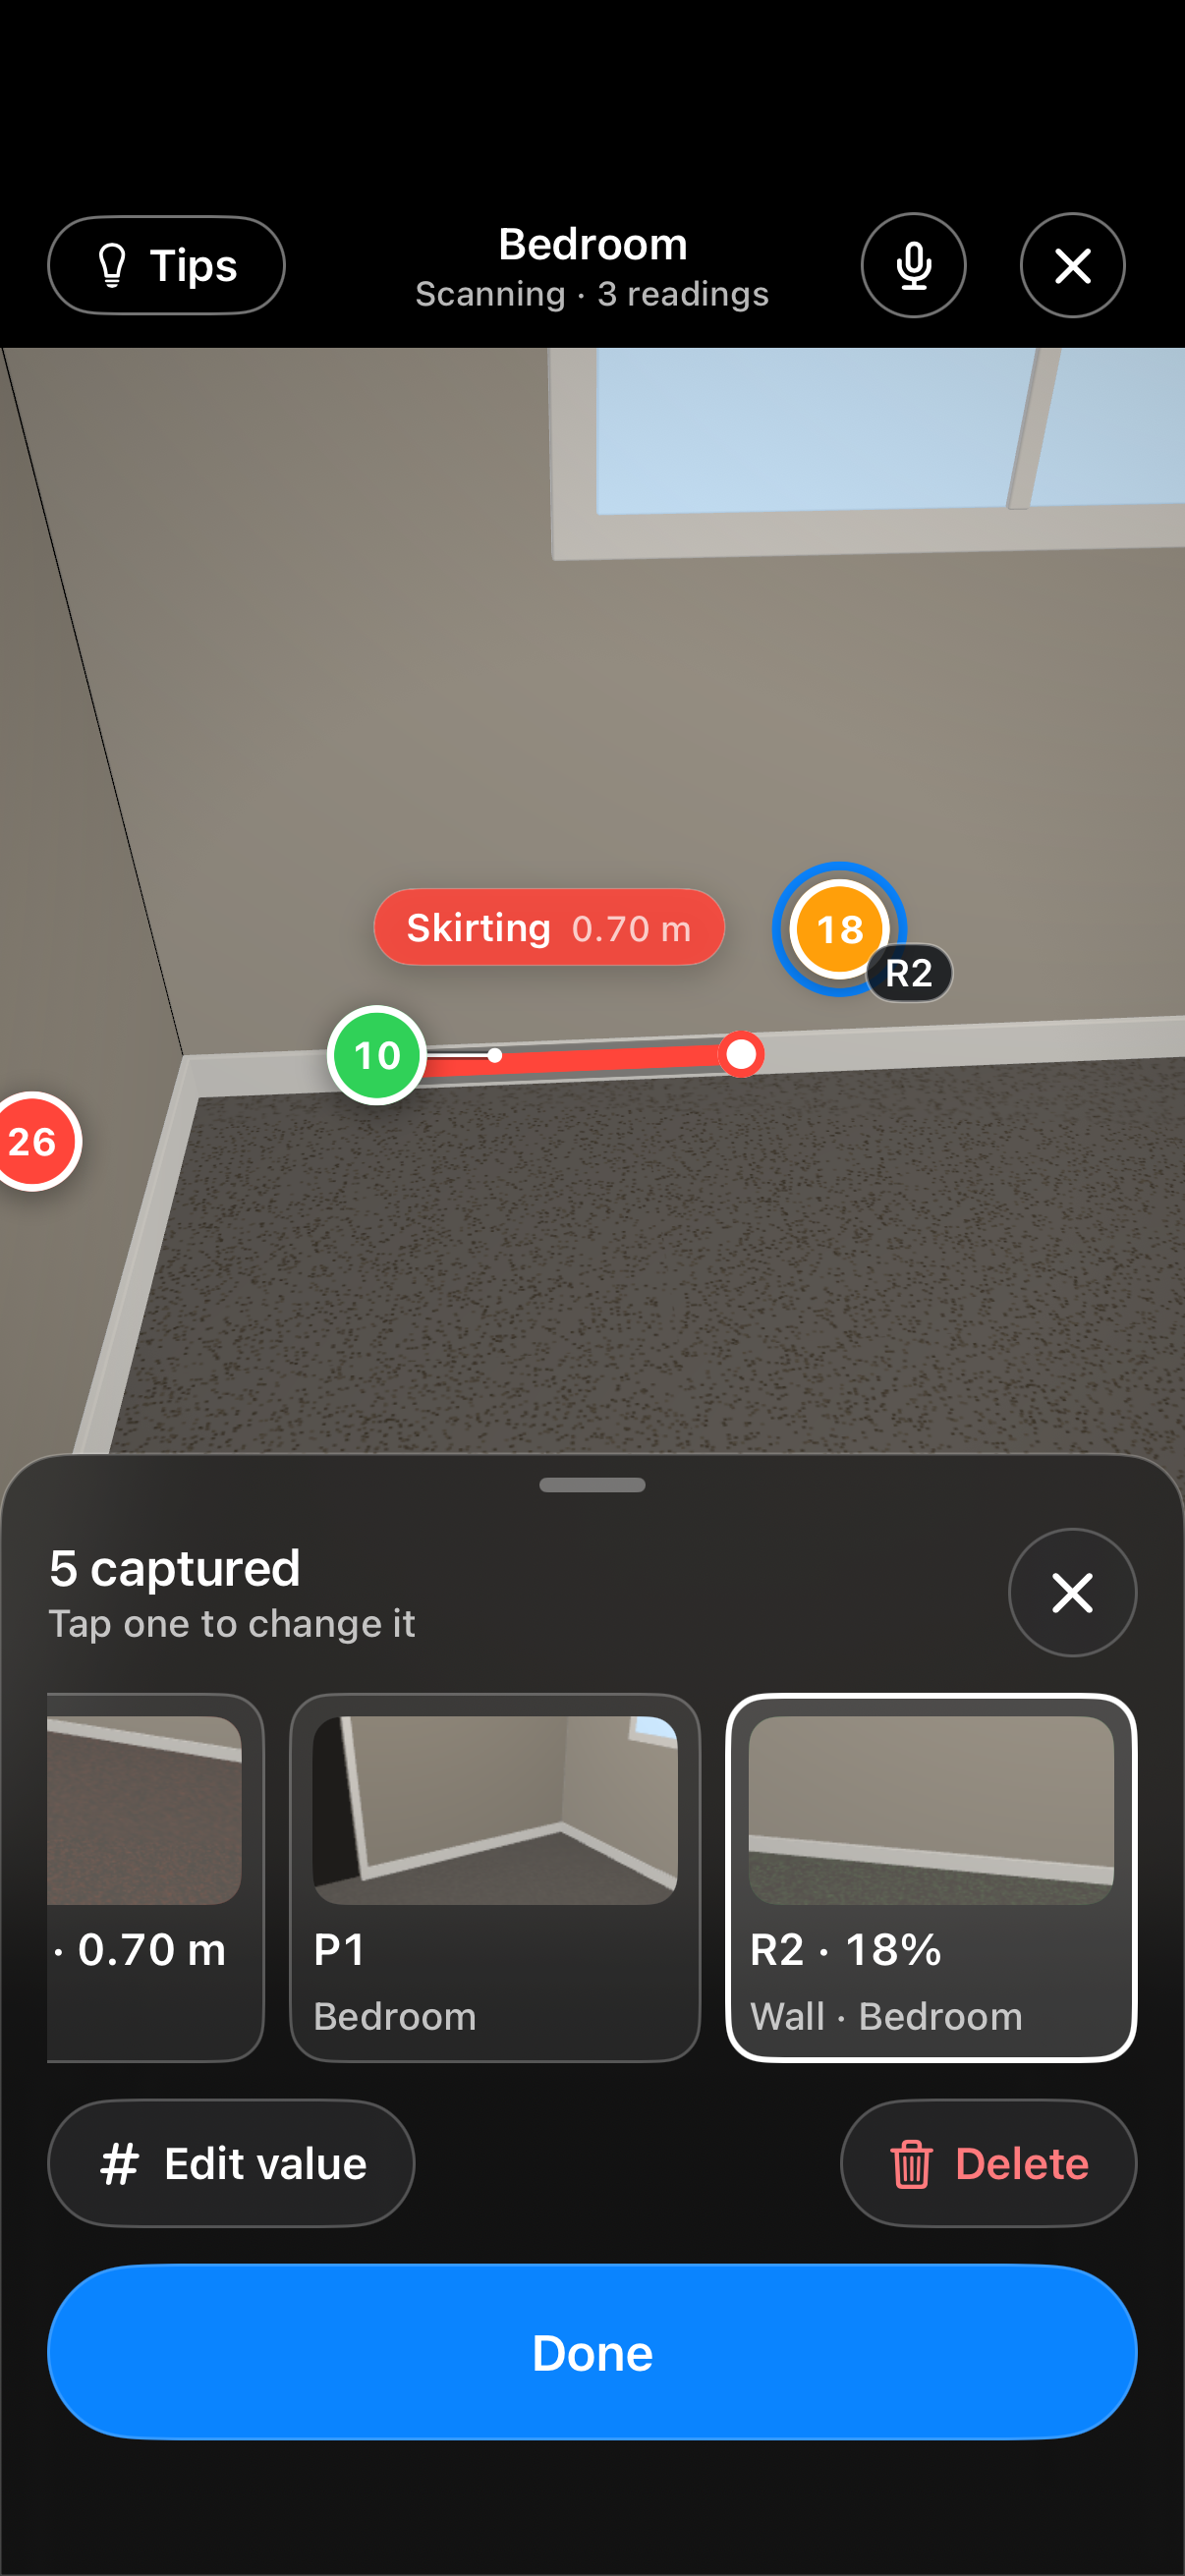 Tips
Bedroom
Scanning · 3 readings
Skirting 0.70 m
18
R2
10
26
5 captured
Tap one to change it
· 0.70 m
P1
Bedroom
R2 · 18%
Wall · Bedroom
# Edit value
Delete
Done